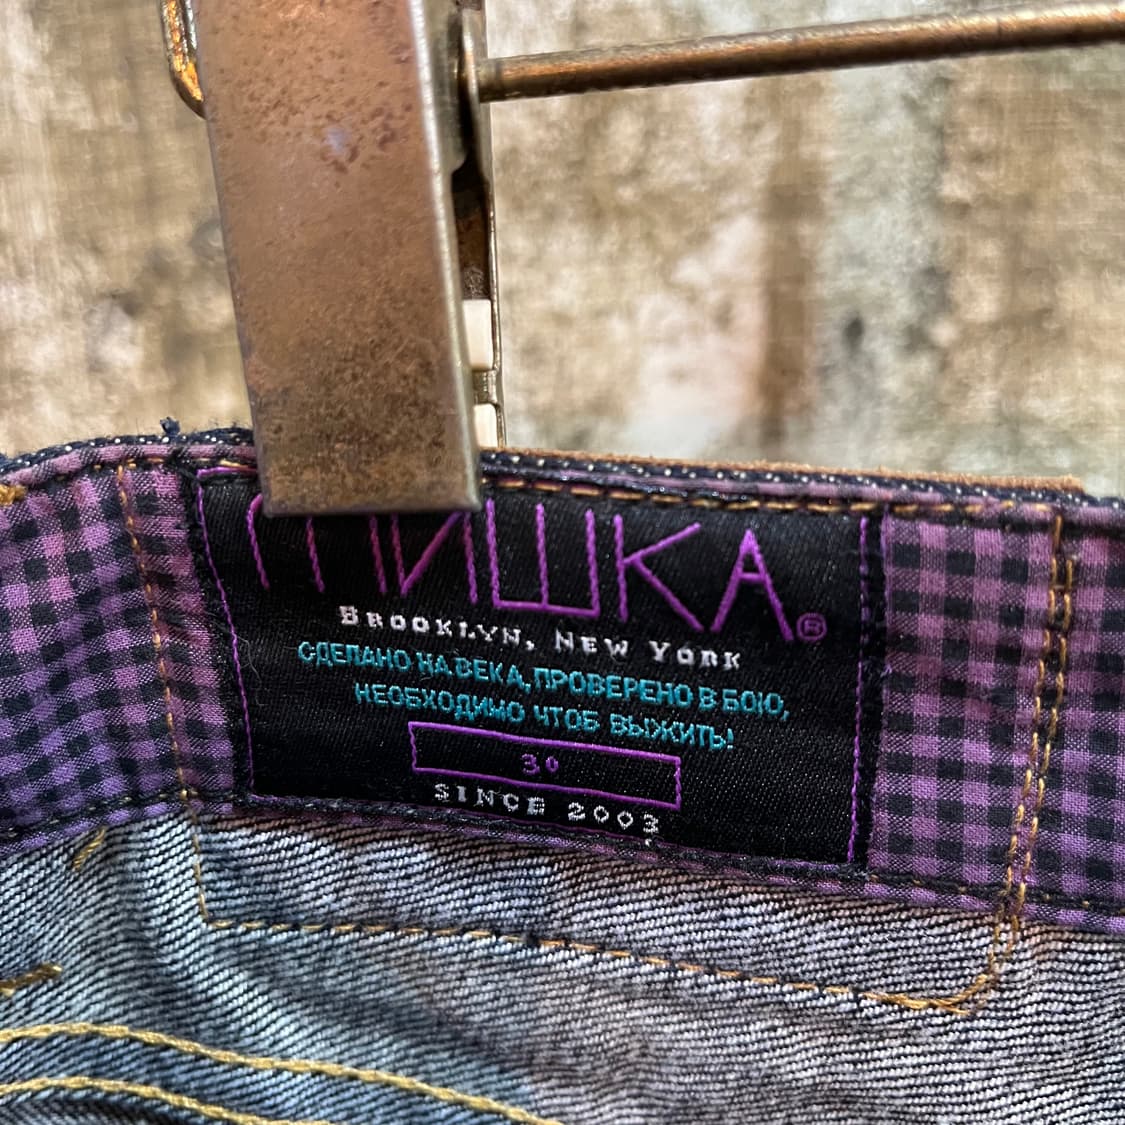 МИШКА®
BROOKLYN, NEW YORK
СДЕЛАНО НА ВЕКА, ПРОВЕРЕНО В БОЮ,
НЕОБХОДИМО ЧТОБ ВЫЖИТЬ!
30
SINCE 2003